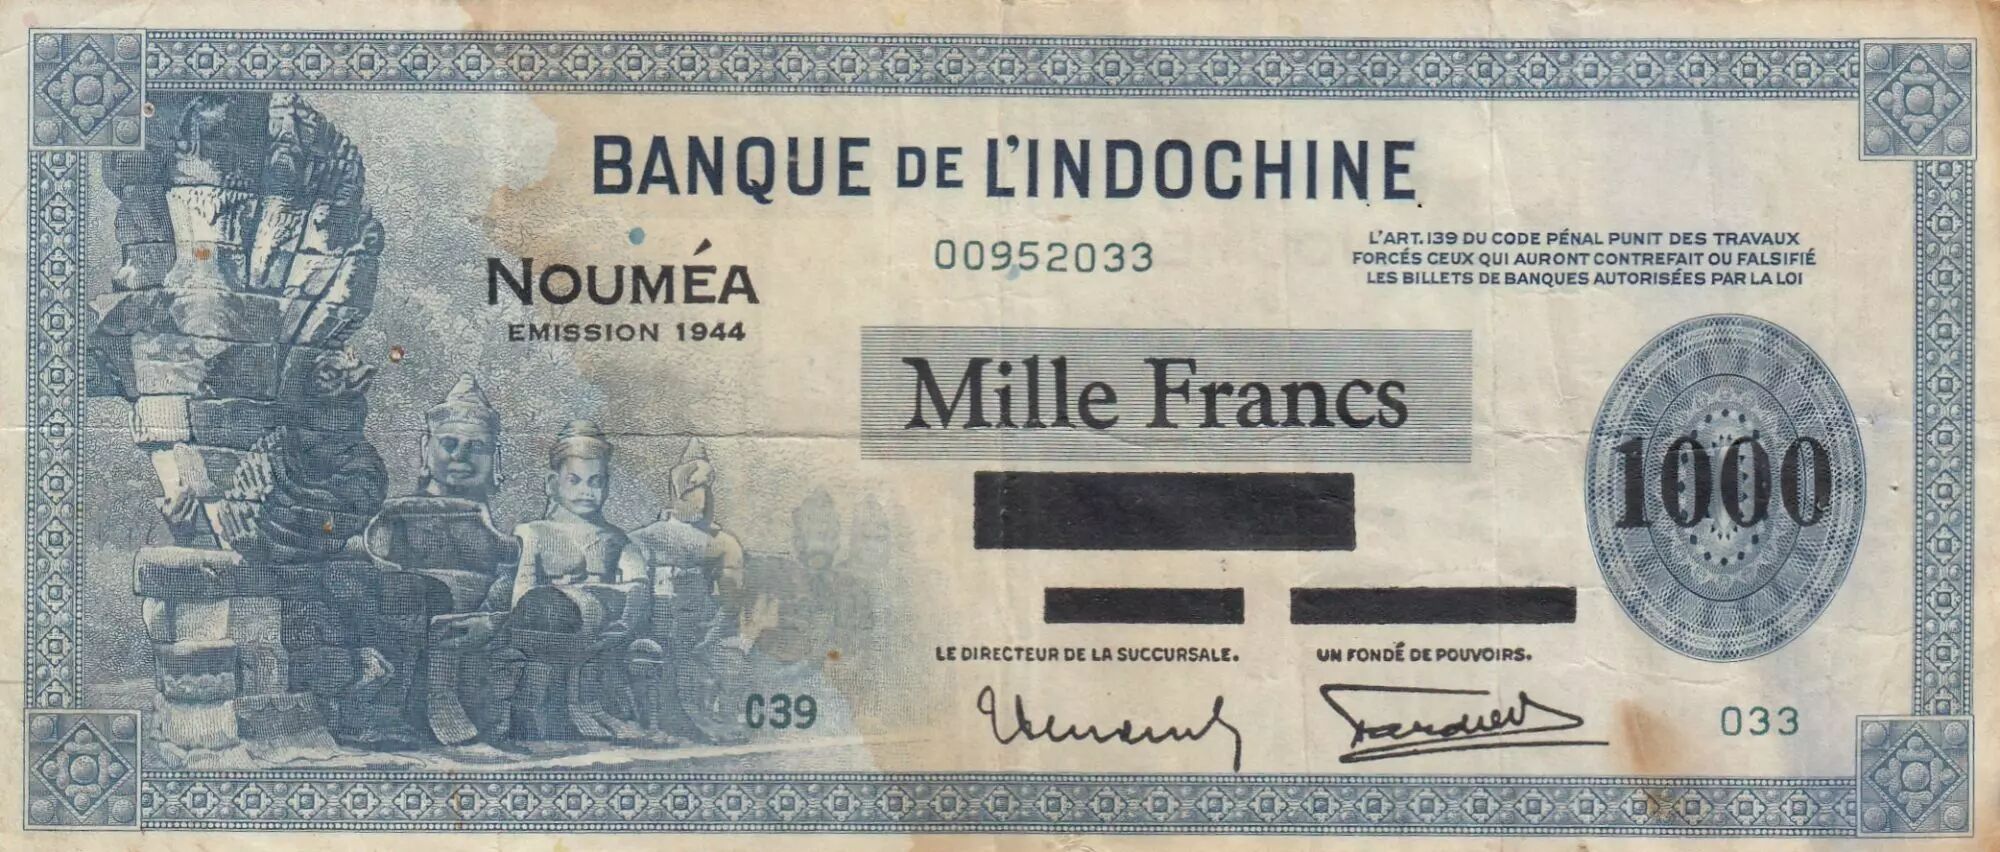 BANQUE DE L'INDOCHINE
00952033
NOUMÉA
EMISSION 1944
L'ART.139 DU CODE PÉNAL PUNIT DES TRAVAUX
FORCÉS CEUX QUI AURONT CONTREFAIT OU FALSIFIÉ
LES BILLETS DE BANQUES AUTORISÉES PAR LA LOI
Mille Francs
1000
LE DIRECTEUR DE LA SUCCURSALE.
UN FONDÉ DE POUVOIRS.
C39
033